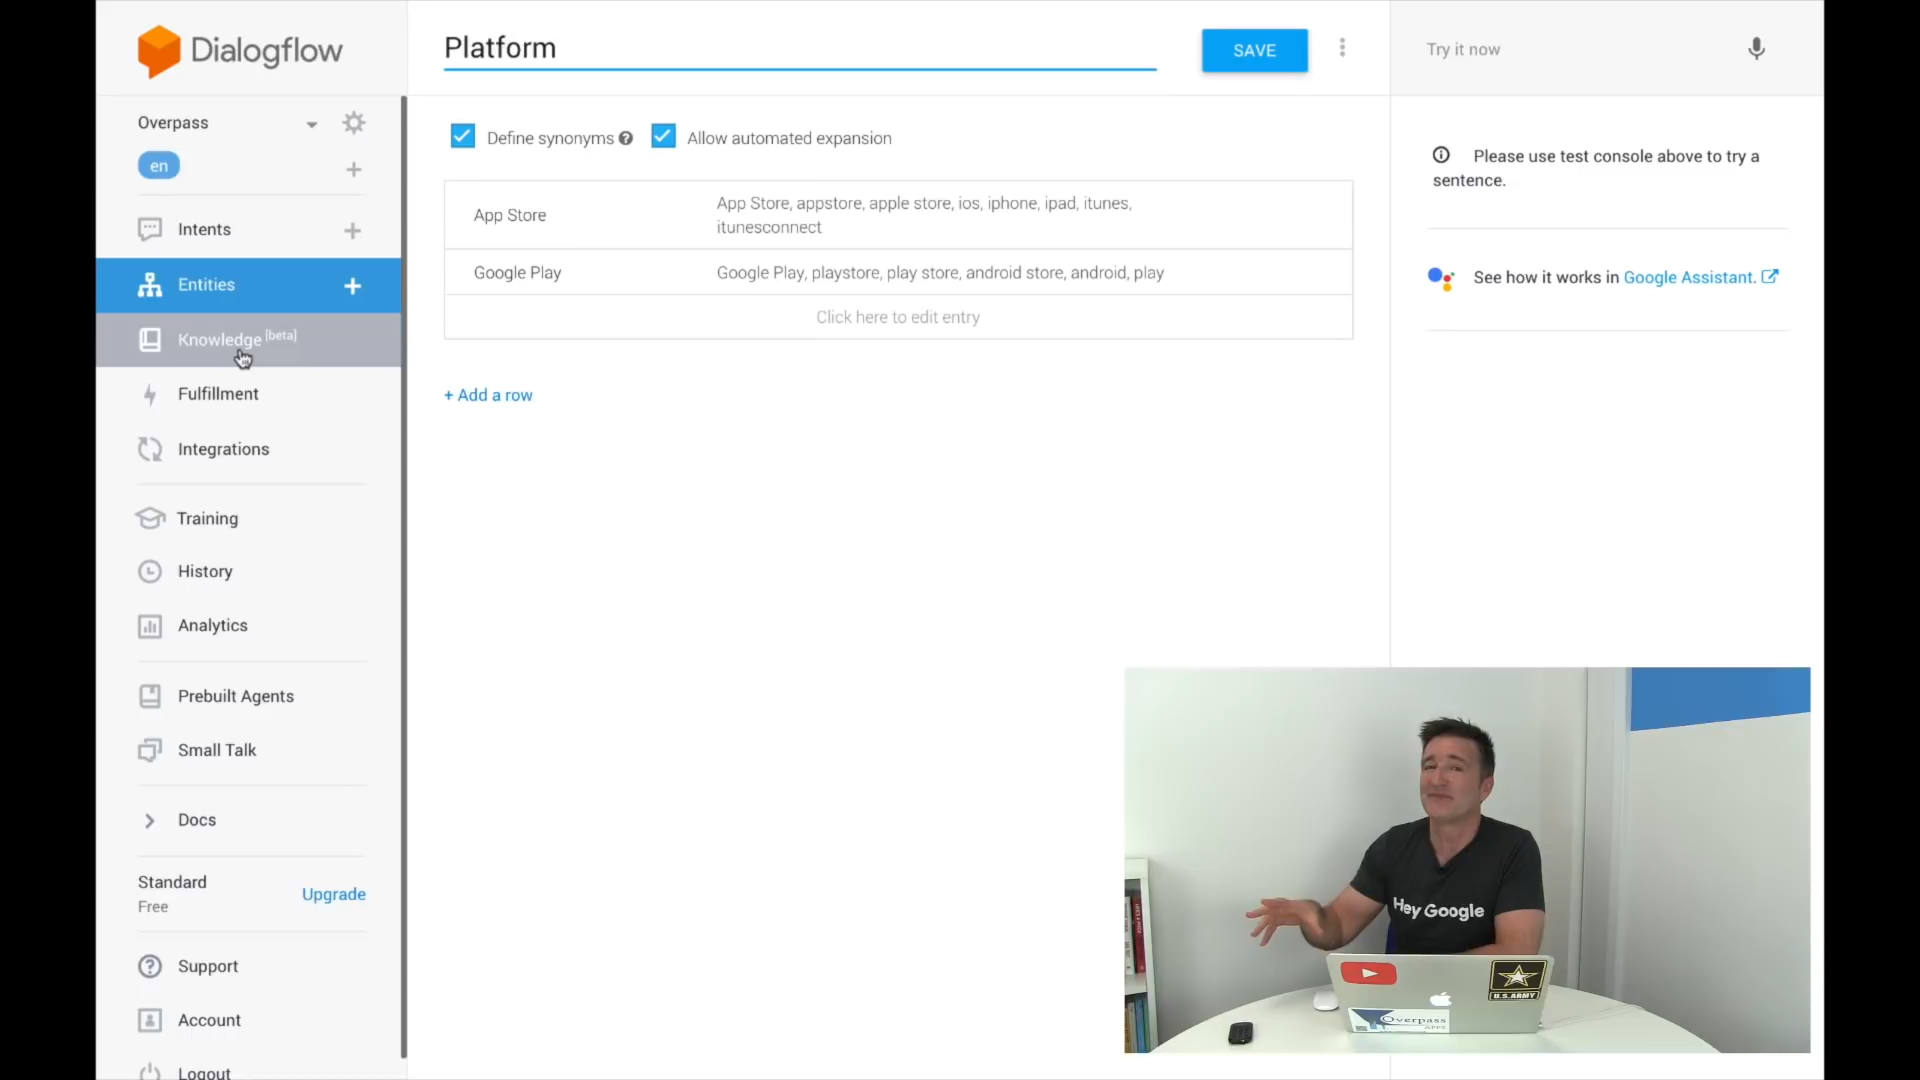 Dialogflow
Overpass
en
Intents
Entities
Knowledge [beta]
Fulfillment
Integrations
Training
History
Analytics
Prebuilt Agents
Small Talk
Docs
Standard
Free
Upgrade
Support
Account
Logout
Platform
SAVE
Define synonyms
Allow automated expansion
App Store
App Store, appstore, apple store, ios, iphone, ipad, itunes,
itunesconnect
Google Play
Google Play, playstore, play store, android store, android, play
Click here to edit entry
+ Add a row
Try it now
Please use test console above to try a
sentence.
See how it works in Google Assistant.
Hey Google
U.S.ARMY
Overpass
APPS